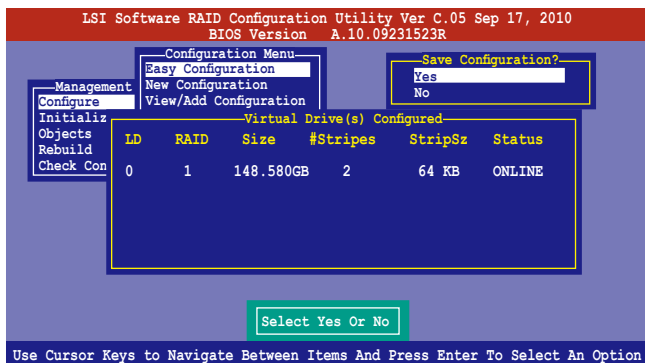 LSI Software RAID Configuration Utility Ver C.05 Sep 17, 2010
BIOS Version A.10.09231523R
Configuration Menu
Easy Configuration
New Configuration
View/Add Configuration
Save Configuration?
Yes
No
Management
Configure
Initializ
Objects
Rebuild
Check Con
Virtual Drive(s) Configured
LD RAID Size #Stripes StripSz Status
0 1 148.580GB 2 64 KB ONLINE
Select Yes Or No
Use Cursor Keys to Navigate Between Items And Press Enter To Select An Option